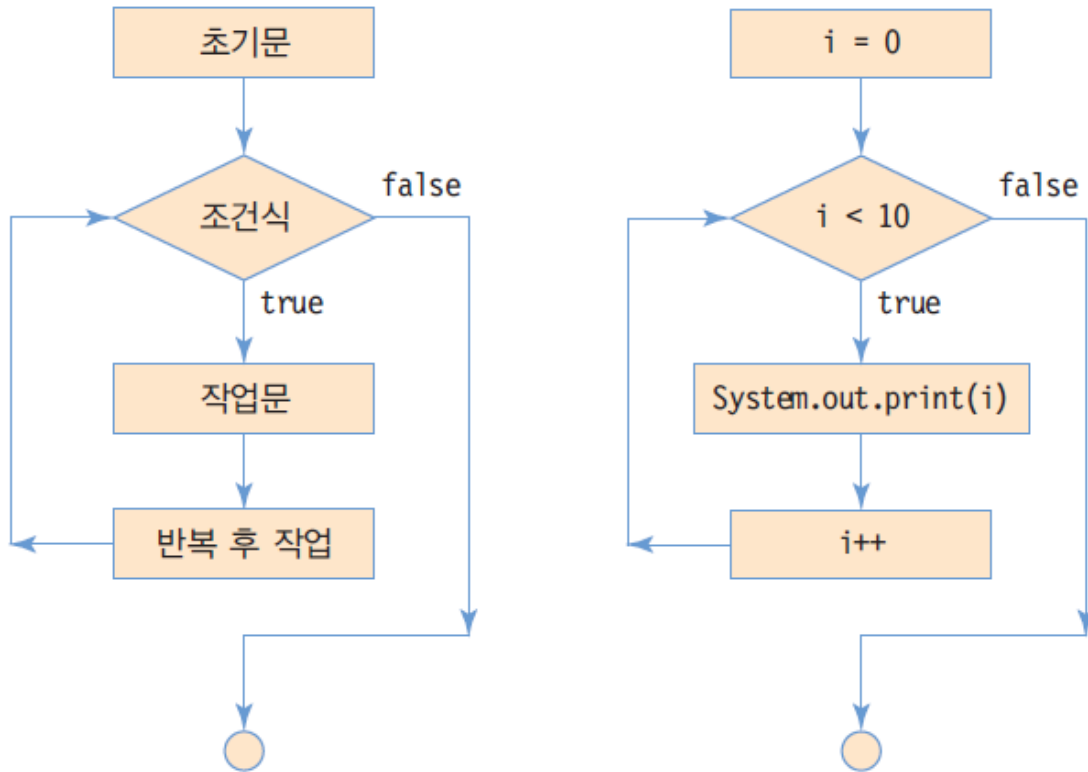 초기문
조건식
false
true
작업문
반복 후 작업
i = 0
i < 10
false
true
System.out.print(i)
i++